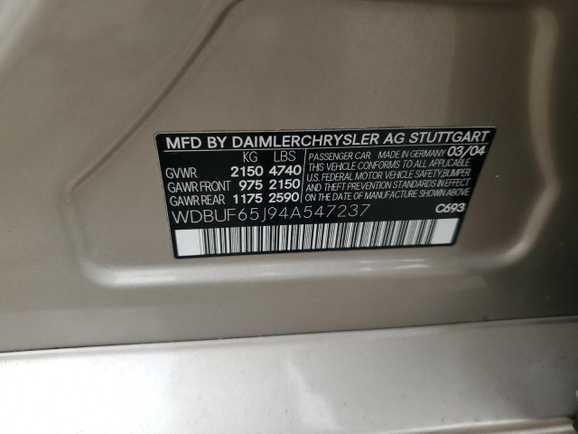 MFD BY DAIMLERCHRYSLER AG STUTTGART
KG LBS PASSENGER CAR MADE IN GERMANY 03/04
GVWR 2150 4740 THIS VEHICLE CONFORMS TO ALL APPLICABLE
GAWR FRONT 975 2150 U.S. FEDERAL MOTOR VEHICLE SAFETY, BUMPER
GAWR REAR 1175 2590 AND THEFT PREVENTION STANDARDS IN EFFECT
ON THE DATE OF MANUFACTURE SHOWN ABOVE.
WDBUF65J94A547237 C693